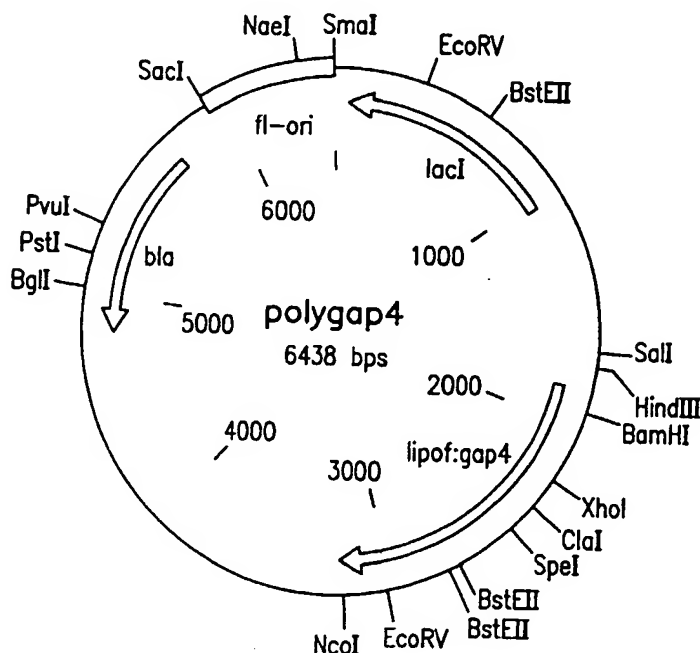 NaeI
SmaI
EcoRV
SacI
BstEII
fl-ori
lacI
6000
PvuI
1000
PstI
bla
BglI
5000
polygap4
6438 bps
SalI
2000
HindIII
BamHI
4000
lipof:gap4
3000
XhoI
ClaI
SpeI
BstEII
BstEII
NcoI
EcoRV